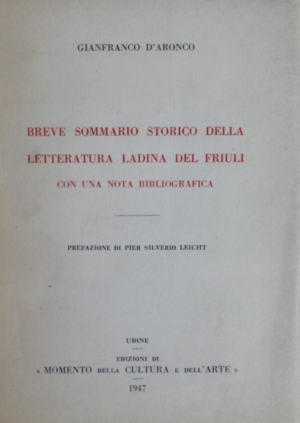 GIANFRANCO D'ARONCO
BREVE SOMMARIO STORICO DELLA
LETTERATURA LADINA DEL FRIULI
CON UNA NOTA BIBLIOGRAFICA
PREFAZIONE DI PIER SILVERIO LEICHT
UDINE
EDIZIONI DI
« MOMENTO DELLA CULTURA E DELL'ARTE »
1947